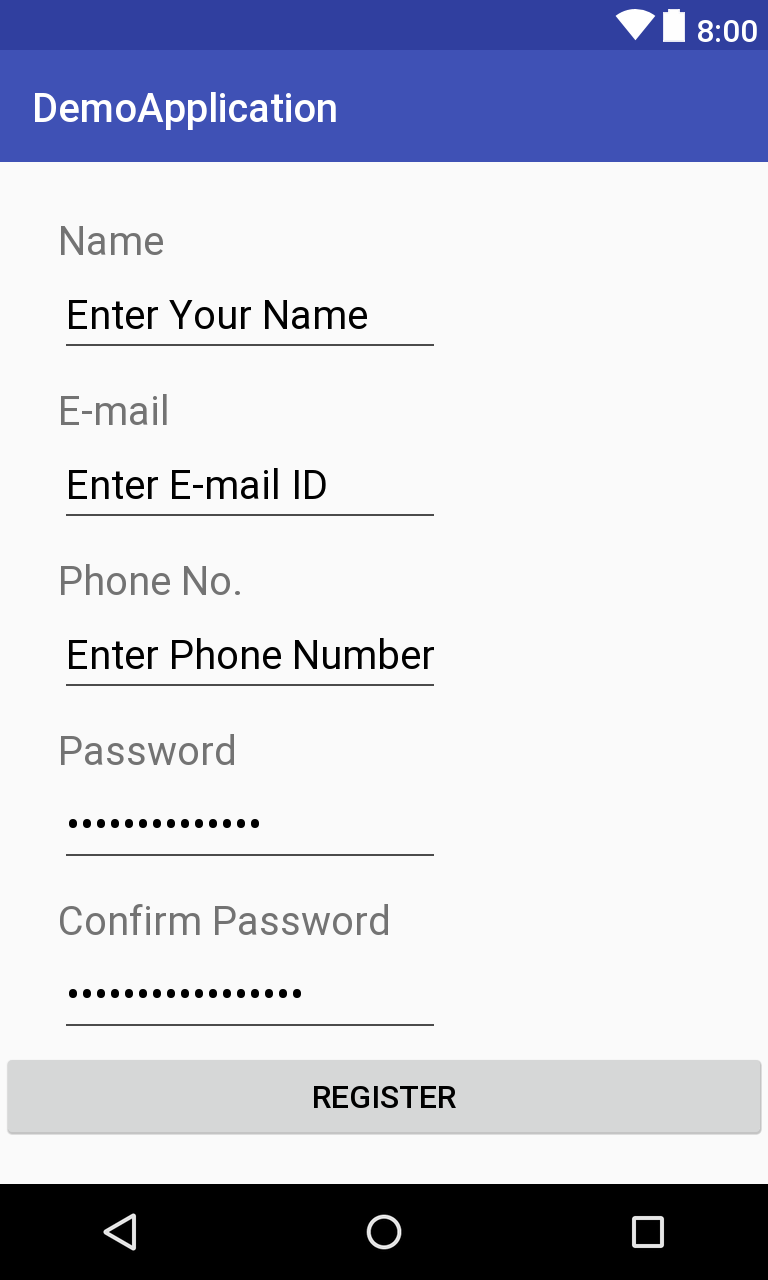 8:00
DemoApplication
Name
Enter Your Name
E-mail
Enter E-mail ID
Phone No.
Enter Phone Number
Password
••••••••••••••
Confirm Password
•••••••••••••••••
REGISTER